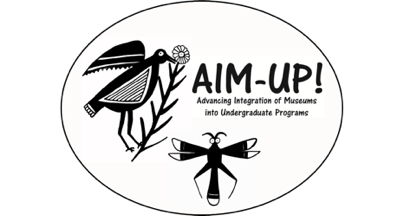 AIM-UP!
Advancing Integration of Museums
into Undergraduate Programs